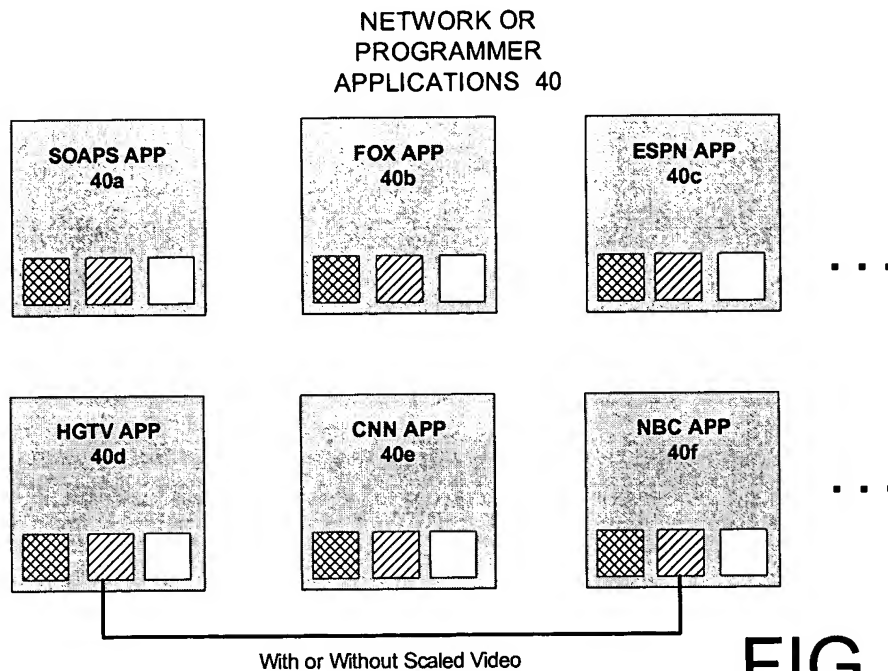 NETWORK OR
PROGRAMMER
APPLICATIONS 40
SOAPS APP
40a
FOX APP
40b
ESPN APP
40c
. . .
HGTV APP
40d
CNN APP
40e
NBC APP
40f
. . .
With or Without Scaled Video
FIG